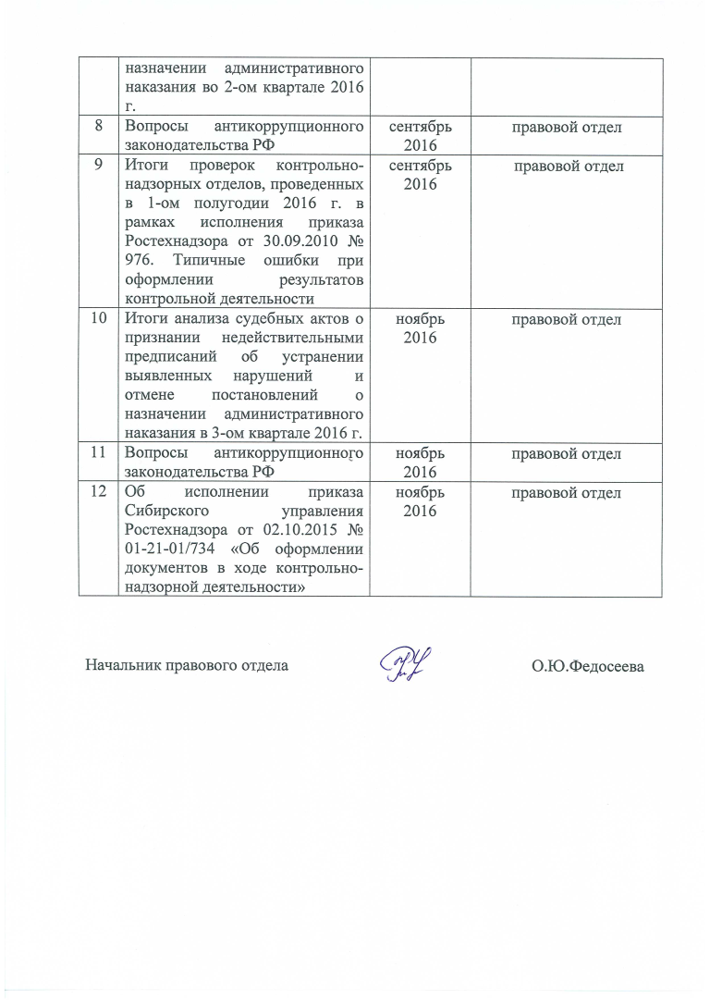 назначении административного
наказания во 2-ом квартале 2016
г.
8 Вопросы антикоррупционного сентябрь правовой отдел
законодательства РФ 2016
9 Итоги проверок контрольно- сентябрь правовой отдел
надзорных отделов, проведенных 2016
в 1-ом полугодии 2016 г. в
рамках исполнения приказа
Ростехнадзора от 30.09.2010 №
976. Типичные ошибки при
оформлении результатов
контрольной деятельности
10 Итоги анализа судебных актов о ноябрь правовой отдел
признании недействительными 2016
предписаний об устранении
выявленных нарушений и
отмене постановлений о
назначении административного
наказания в 3-ом квартале 2016 г.
11 Вопросы антикоррупционного ноябрь правовой отдел
законодательства РФ 2016
12 Об исполнении приказа ноябрь правовой отдел
Сибирского управления 2016
Ростехнадзора от 02.10.2015 №
01-21-01/734 «Об оформлении
документов в ходе контрольно-
надзорной деятельности»
Начальник правового отдела О.Ю.Федосеева